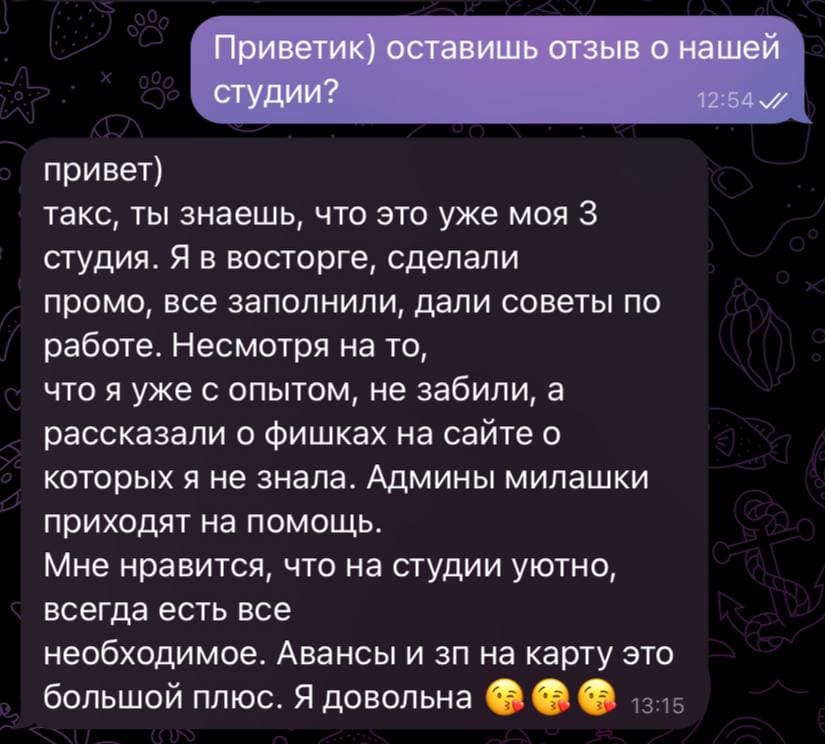 Приветик) оставишь отзыв о нашей
студии?
12:54
привет)
такс, ты знаешь, что это уже моя 3
студия. Я в восторге, сделали
промо, все заполнили, дали советы по
работе. Несмотря на то,
что я уже с опытом, не забили, а
рассказали о фишках на сайте о
которых я не знала. Админы милашки
приходят на помощь.
Мне нравится, что на студии уютно,
всегда есть все
необходимое. Авансы и зп на карту это
большой плюс. Я довольна 😘😘😘 13:15